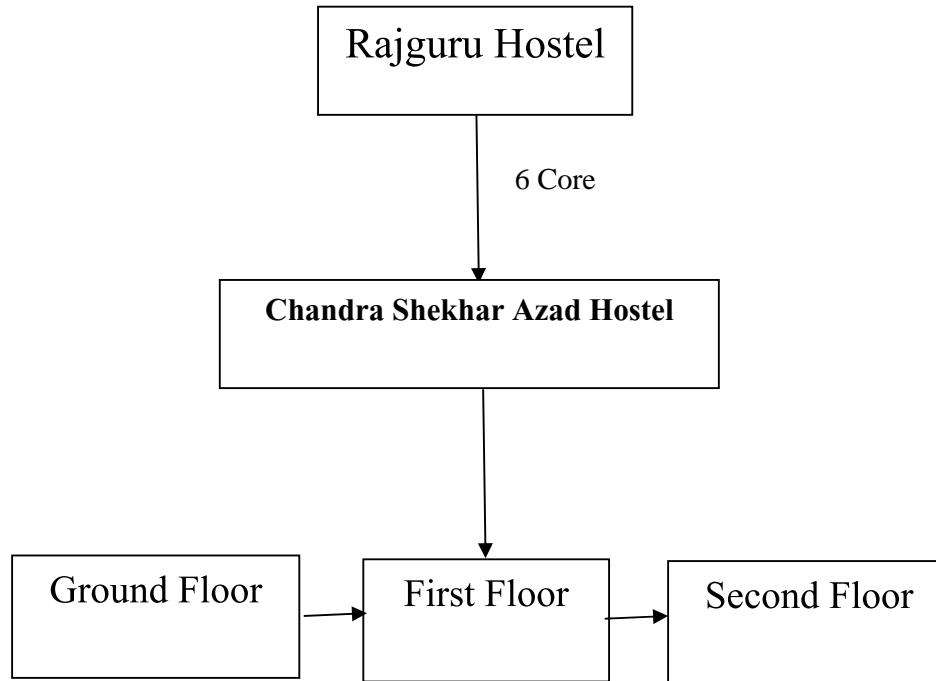 Rajguru Hostel
6 Core
Chandra Shekhar Azad Hostel
Ground Floor
First Floor
Second Floor